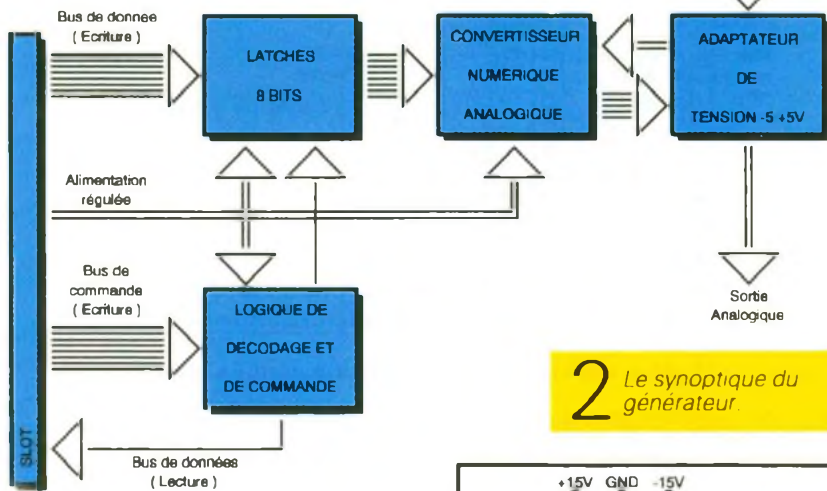 Bus de donnée
( Ecriture )
LATCHES
8 BITS
CONVERTISSEUR
NUMERIQUE
ANALOGIQUE
ADAPTATEUR
DE
TENSION -5 +5V
Alimentation
régulée
Bus de
commande
( Ecriture )
LOGIQUE DE
DECODAGE ET
DE COMMANDE
Sortie
Analogique
SLOT
Bus de données
( Lecture )
2 Le synoptique du
générateur.
+15V GND -15V